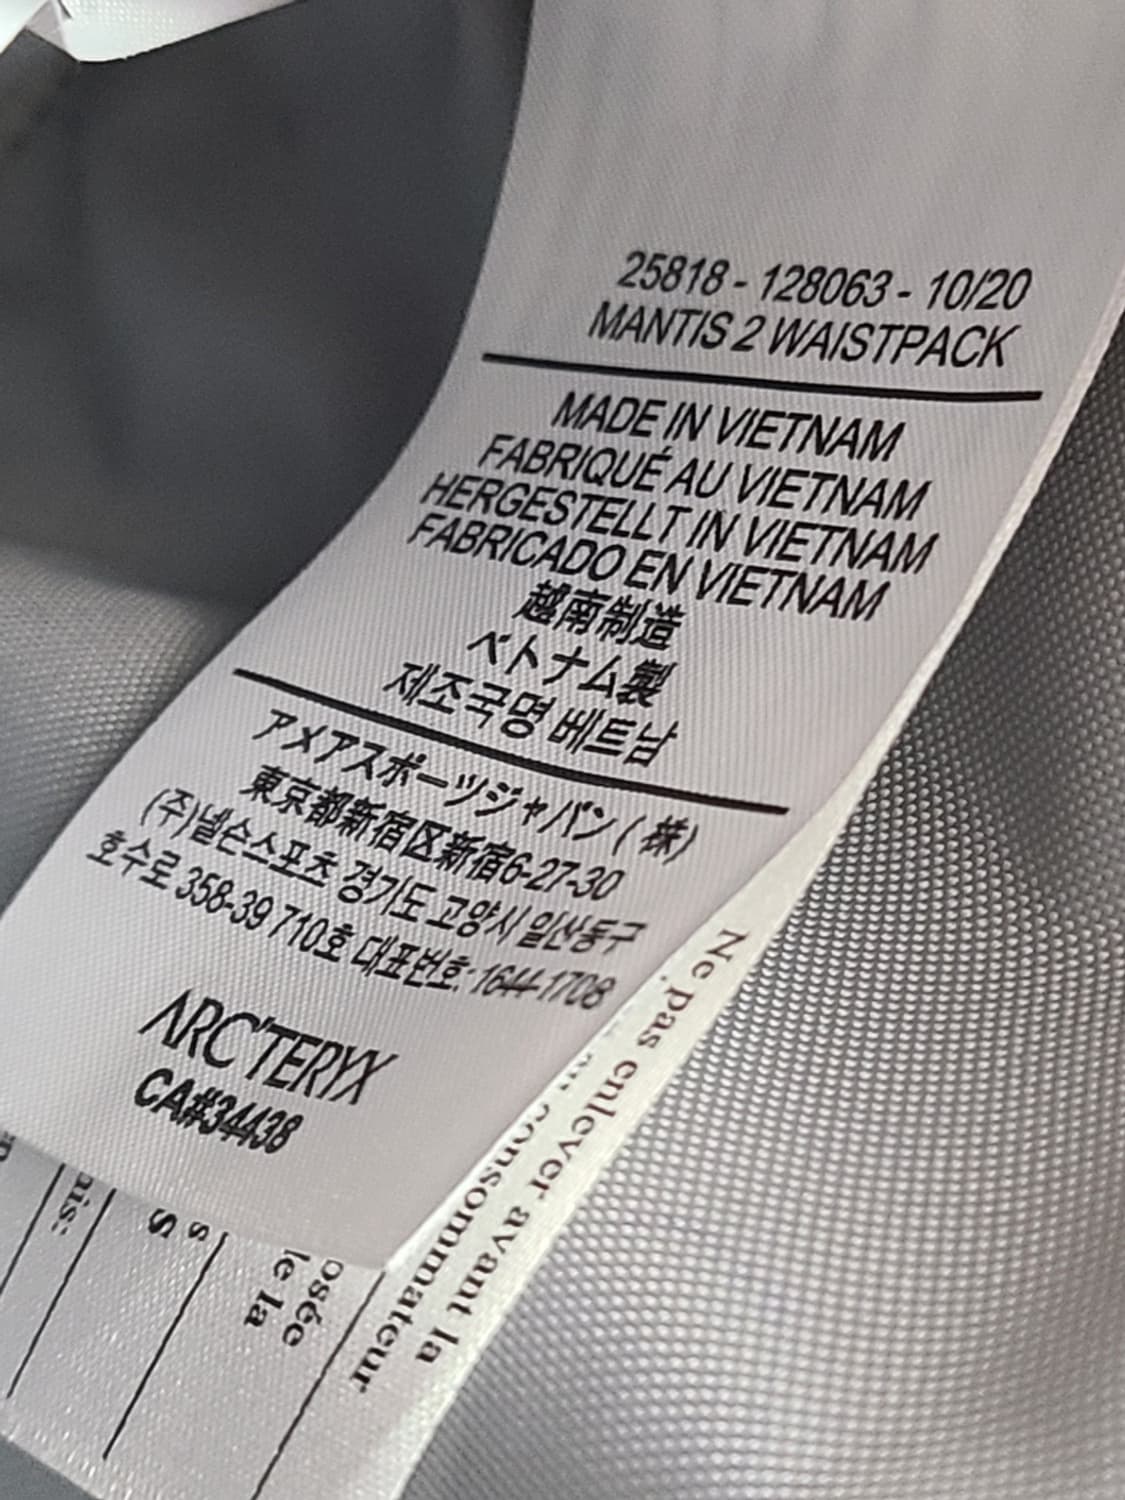 25818 - 128063 - 10/20
MANTIS 2 WAISTPACK
MADE IN VIETNAM
FABRIQUÉ AU VIETNAM
HERGESTELLT IN VIETNAM
FABRICADO EN VIETNAM
越南制造
ベトナム製
제조국명 베트남
アメアスポーツジャパン ( 株)
東京都新宿区新宿6-27-30
(주)넬슨스포츠 경기도 고양시 일산동구
호수로 358-39 710호 대표번호: 1644-1708
ARC'TERYX
CA#34438
Ne pas enlever avant la
consommateur
osée
le la
s
S
ais: